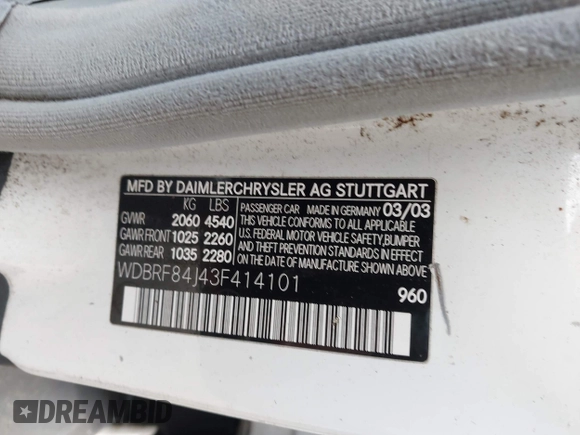 MFD BY DAIMLERCHRYSLER AG STUTTGART
KG LBS
GVWR 2060 4540
GAWR FRONT 1025 2260
GAWR REAR 1035 2280
PASSENGER CAR MADE IN GERMANY 03/03
THIS VEHICLE CONFORMS TO ALL APPLICABLE
U.S. FEDERAL MOTOR VEHICLE SAFETY,BUMPER
AND THEFT PREVENTION STANDARDS IN EFFECT
ON THE DATE OF MANUFACTURE SHOWN ABOVE
WDBRF84J43F414101
960
DREAMBID